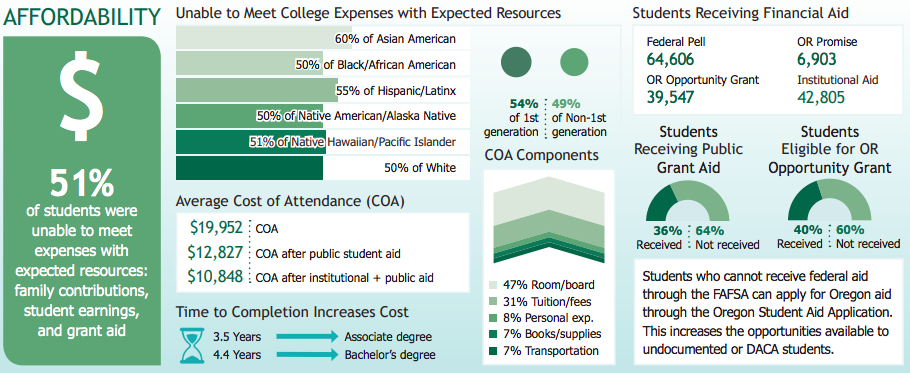 AFFORDABILITY
$
51%
of students were
unable to meet
expenses with
expected resources:
family contributions,
student earnings,
and grant aid
Unable to Meet College Expenses with Expected Resources
60% of Asian American
50% of Black/African American
55% of Hispanic/Latinx
50% of Native American/Alaska Native
51% of Native Hawaiian/Pacific Islander
50% of White
Average Cost of Attendance (COA)
$19,952 COA
$12,827 COA after public student aid
$10,848 COA after institutional + public aid
Time to Completion Increases Cost
3.5 Years Associate degree
4.4 Years Bachelor's degree
54% 49%
of 1st of Non-1st
generation generation
COA Components
47% Room/board
31% Tuition/fees
8% Personal exp.
7% Books/supplies
7% Transportation
Students Receiving Financial Aid
Federal Pell OR Promise
64,606 6,903
OR Opportunity Grant Institutional Aid
39,547 42,805
Students
Receiving Public
Grant Aid
36% 64%
Received Not received
Students
Eligible for OR
Opportunity Grant
40% 60%
Received Not received
Students who cannot receive federal aid
through the FAFSA can apply for Oregon aid
through the Oregon Student Aid Application.
This increases the opportunities available to
undocumented or DACA students.